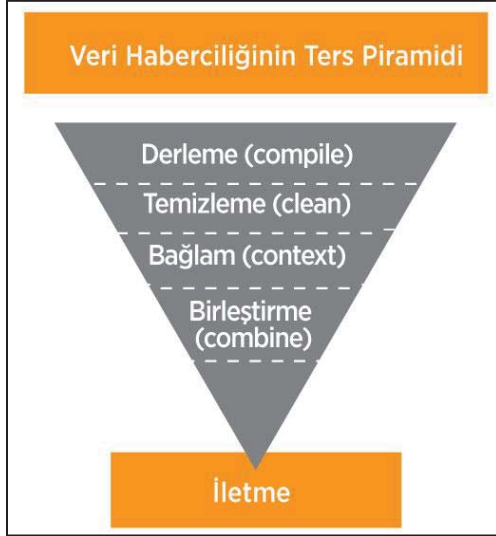 Veri Haberciliğinin Ters Piramidi
Derleme (compile)
Temizleme (clean)
Bağlam (context)
Birleştirme
(combine)
İletme